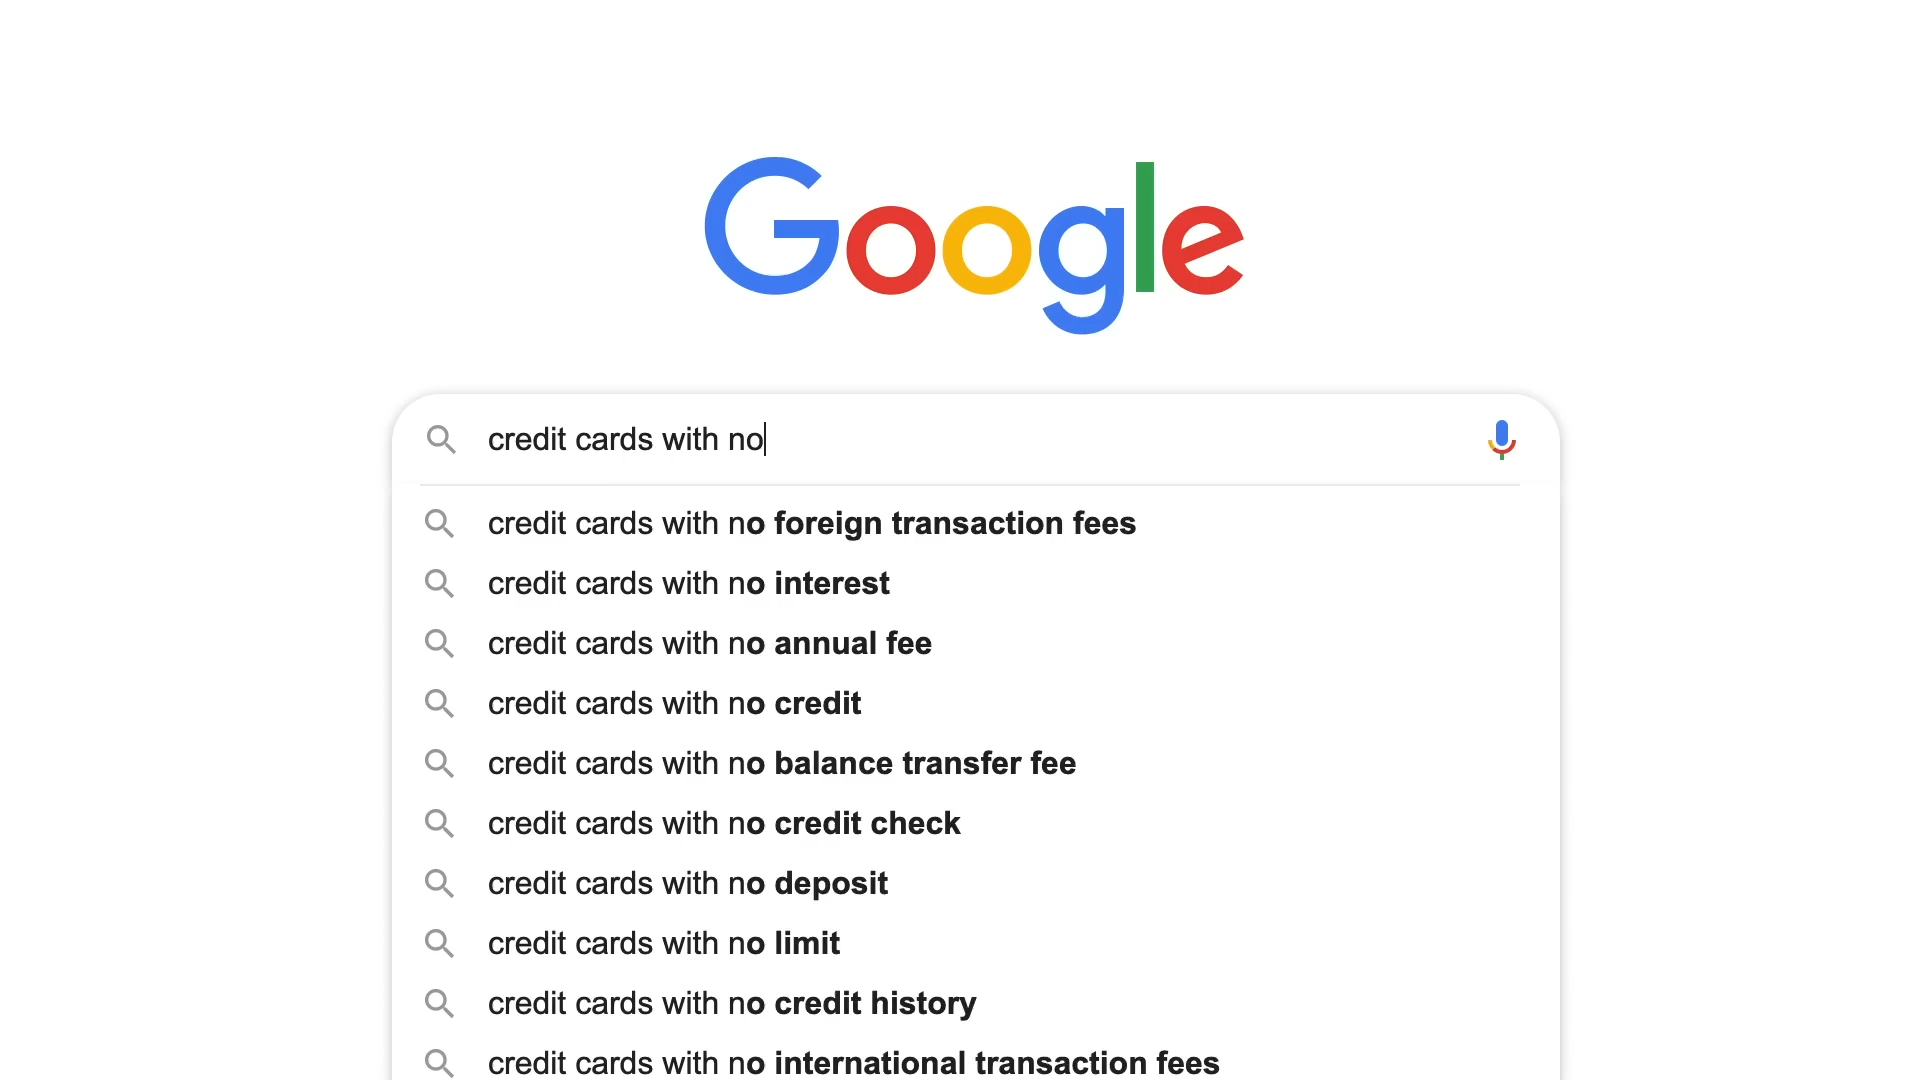 Google
credit cards with no
credit cards with no foreign transaction fees
credit cards with no interest
credit cards with no annual fee
credit cards with no credit
credit cards with no balance transfer fee
credit cards with no credit check
credit cards with no deposit
credit cards with no limit
credit cards with no credit history
credit cards with no international transaction fees